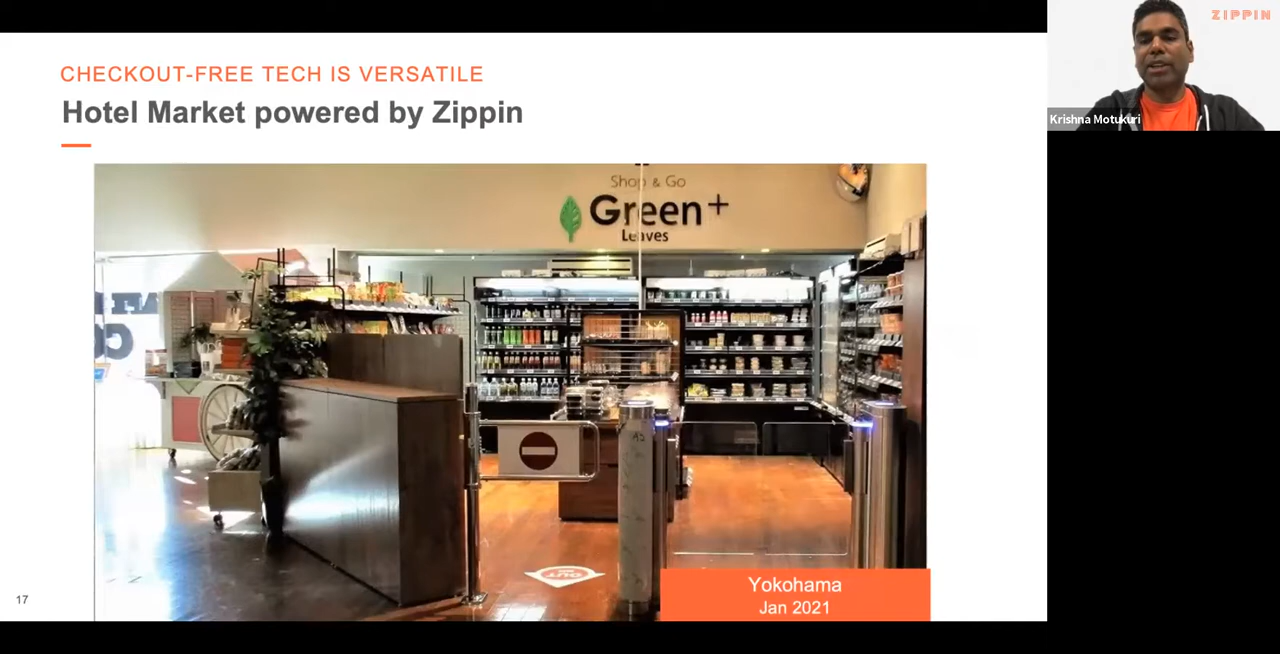 CHECKOUT-FREE TECH IS VERSATILE
Hotel Market powered by Zippin
ZIPPIN
Krishna Motukuri
Shop & Go
Green+
Leaves
OUT
Yokohama
Jan 2021
17